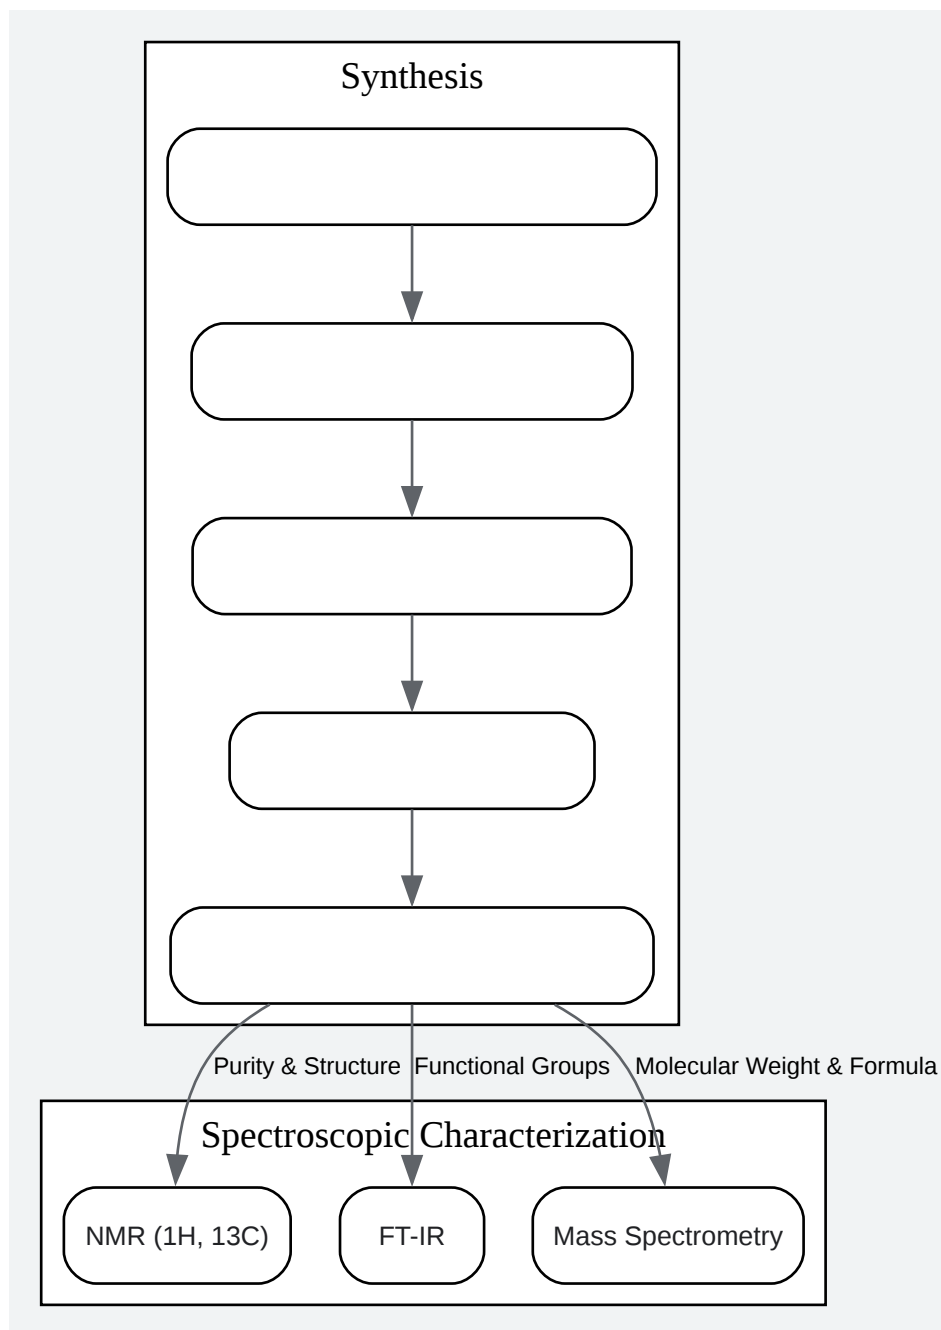 Synthesis
Purity & Structure
Functional Groups
Molecular Weight & Formula
Spectroscopic Characterization
NMR (1H, 13C)
FT-IR
Mass Spectrometry